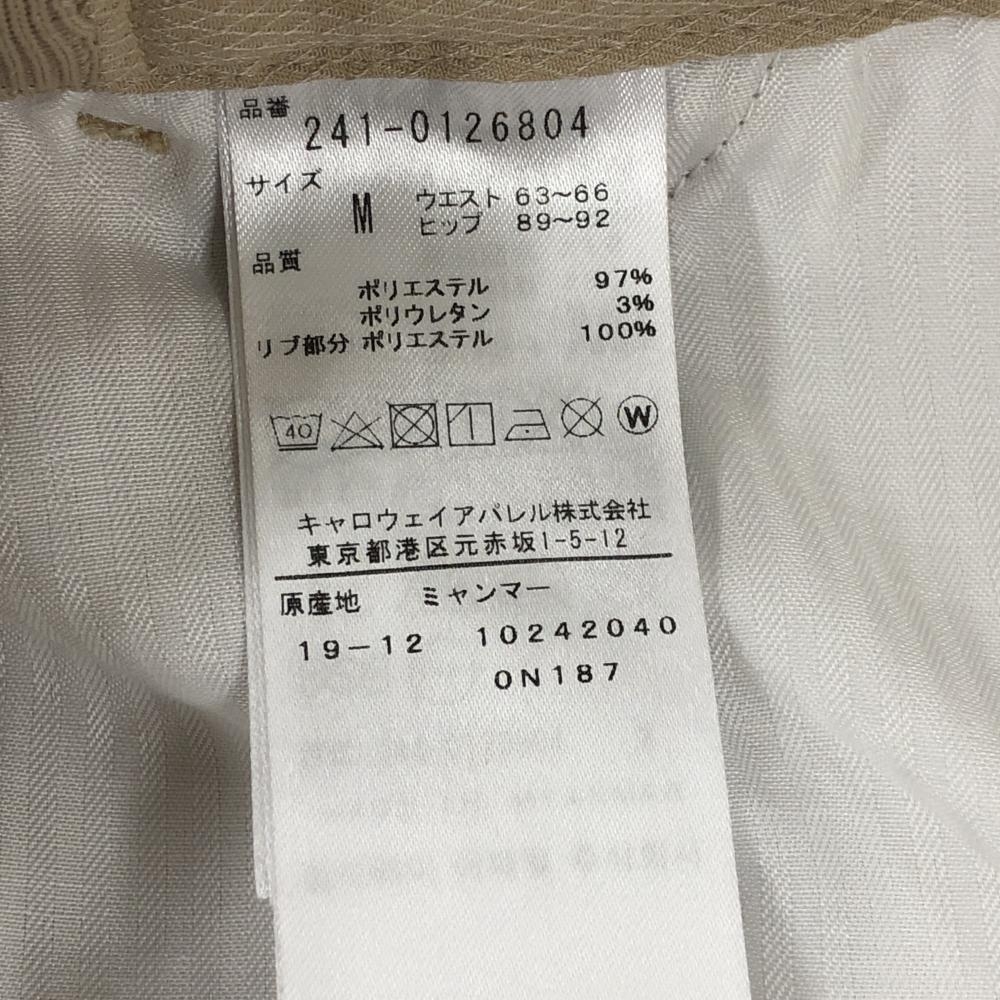 品番
241-0126804
サイズ
M ウエスト 63～66
ヒップ 89～92
品質
ポリエステル 97%
ポリウレタン 3%
リブ部分 ポリエステル 100%
40 W
キャロウェイアパレル株式会社
東京都港区元赤坂1-5-12
原産地 ミャンマー
19-12 10242040
0N187